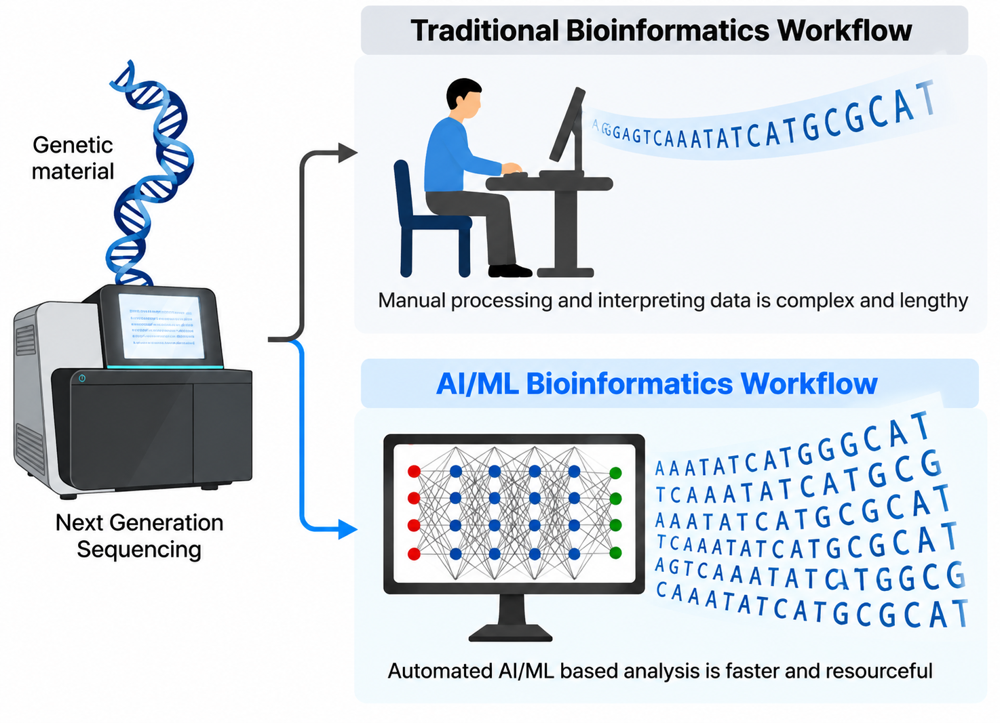 Traditional Bioinformatics Workflow
Genetic
material
AGGGAGTCAAATATCATGCGCAT
Manual processing and interpreting data is complex and lengthy
Next Generation
Sequencing
AI/ML Bioinformatics Workflow
AAATATCATGGGCAT
TCAAATATCATGCG
AAATATCATGCGCAT
TCAAATATCATGCGCAT
AGTCAAATATCATGGCG
CAAATATCATGCGCAT
Automated AI/ML based analysis is faster and resourceful